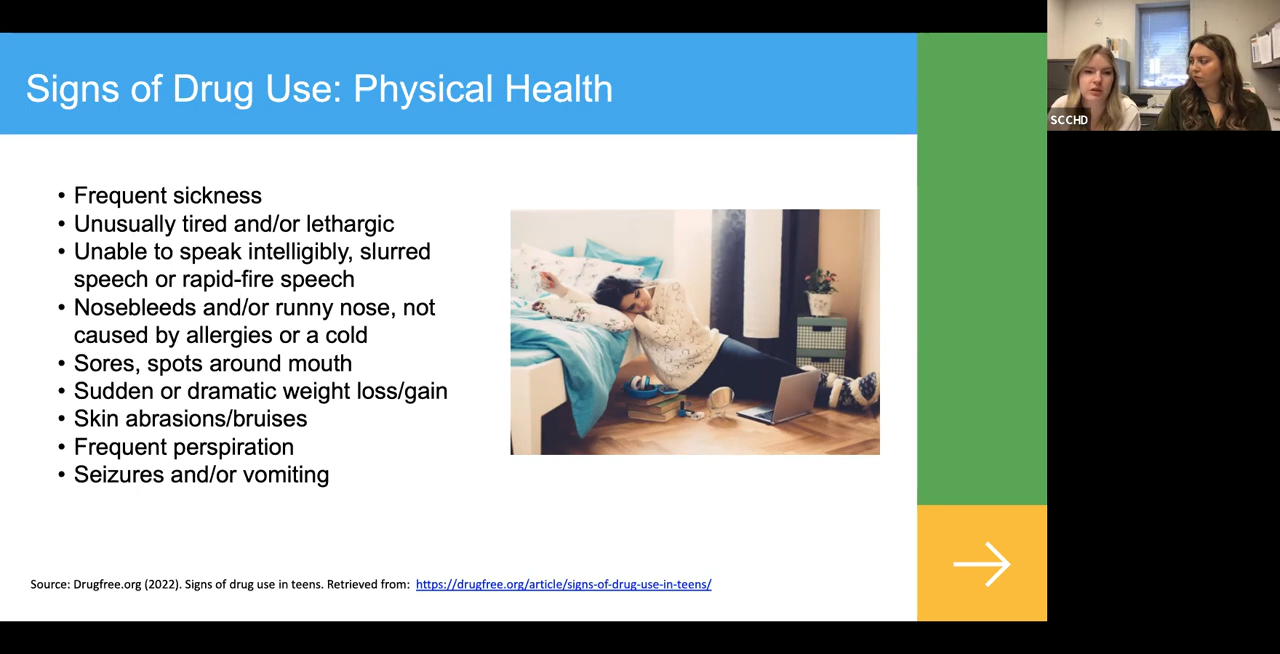 Signs of Drug Use: Physical Health
SCCHD
• Frequent sickness
• Unusually tired and/or lethargic
• Unable to speak intelligibly, slurred
speech or rapid-fire speech
• Nosebleeds and/or runny nose, not
caused by allergies or a cold
• Sores, spots around mouth
• Sudden or dramatic weight loss/gain
• Skin abrasions/bruises
• Frequent perspiration
• Seizures and/or vomiting
Source: Drugfree.org (2022). Signs of drug use in teens. Retrieved from: https://drugfree.org/article/signs-of-drug-use-in-teens/